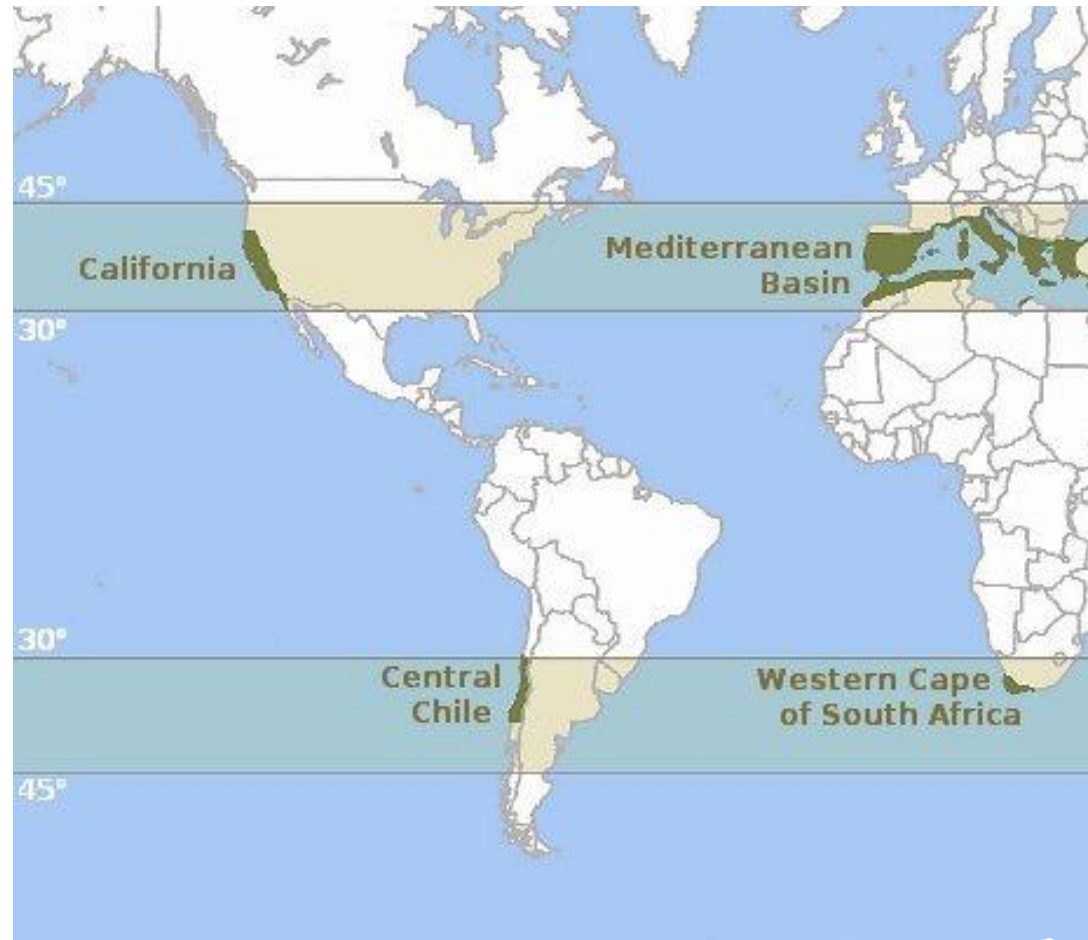 45°
California
Mediterranean
Basin
30°
30°
Central
Chile
Western Cape
of South Africa
45°